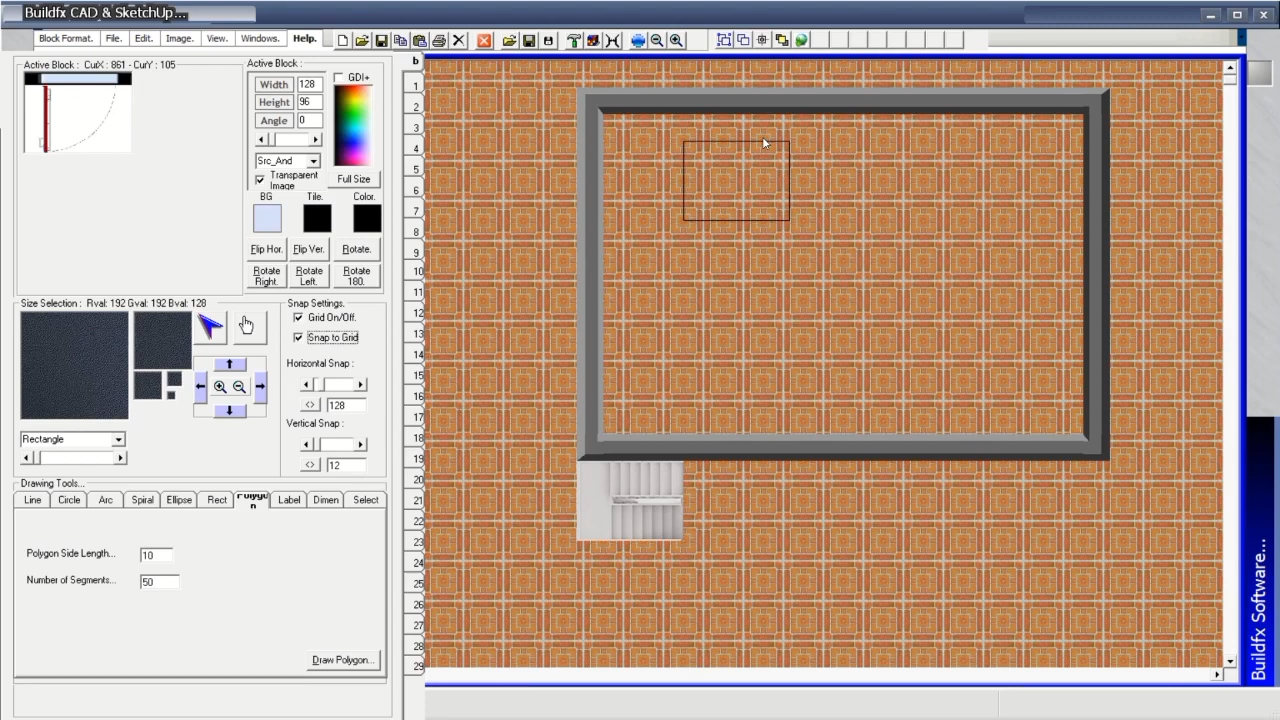 Buildfx CAD & SketchUp...
Block Format. File. Edit. Image. View. Windows. Help.
Active Block : CurX : 861 - CurY : 105
Active Block :
Width 128
GDI+
Height 96
Angle 0
Src_And
Transparent Image
Full Size
BG Tile. Color.
Flip Hor. Flip Ver. Rotate.
Rotate Right. Rotate Left. Rotate 180.
Size Selection : Rval: 192 Gval: 192 Bval: 128
Snap Settings.
Grid On/Off.
Snap to Grid
Horizontal Snap :
<> 128
Vertical Snap :
<> 12
Rectangle
Drawing Tools...
Line Circle Arc Spiral Ellipse Rect Polygon Label Dimen Select
Polygon Side Length... 10
Number of Segments... 50
Draw Polygon...
b
1
2
3
4
5
6
7
8
9
10
11
12
13
14
15
16
17
18
19
20
21
22
23
24
25
26
27
28
29
Buildfx Software...